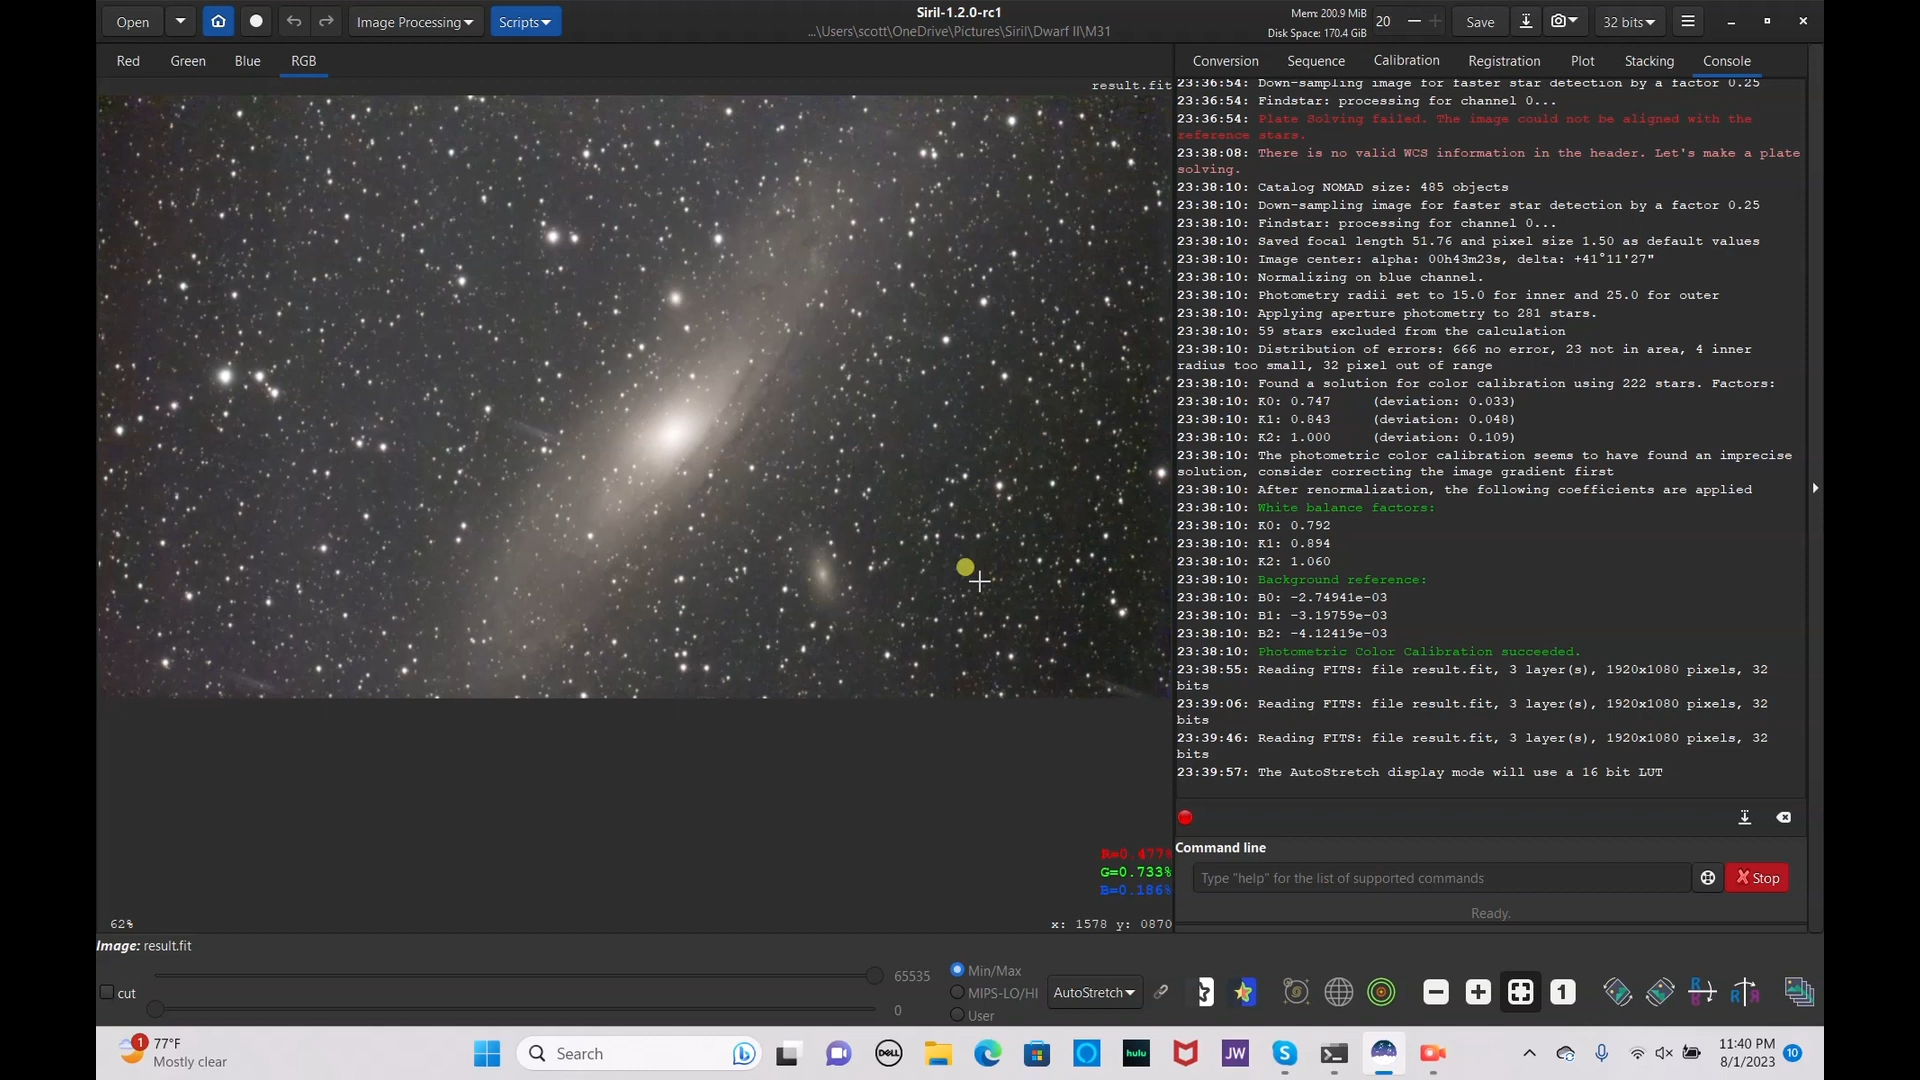 Open
Image Processing
Scripts
Siril-1.2.0-rc1
...\Users\scott\OneDrive\Pictures\Siril\Dwarf II\M31
Mem: 200.9 MiB
Disk Space: 170.4 GiB
20
Save
32 bits
Red
Green
Blue
RGB
Conversion
Sequence
Calibration
Registration
Plot
Stacking
Console
result.fit
23:36:54: Down-sampling image for faster star detection by a factor 0.25
23:36:54: Findstar: processing for channel 0...
23:36:54: Plate Solving failed. The image could not be aligned with the
reference stars.
23:38:08: There is no valid WCS information in the header. Let's make a plate
solving.
23:38:10: Catalog NOMAD size: 485 objects
23:38:10: Down-sampling image for faster star detection by a factor 0.25
23:38:10: Findstar: processing for channel 0...
23:38:10: Saved focal length 51.76 and pixel size 1.50 as default values
23:38:10: Image center: alpha: 00h43m23s, delta: +41°11'27"
23:38:10: Normalizing on blue channel.
23:38:10: Photometry radii set to 15.0 for inner and 25.0 for outer
23:38:10: Applying aperture photometry to 281 stars.
23:38:10: 59 stars excluded from the calculation
23:38:10: Distribution of errors: 666 no error, 23 not in area, 4 inner
radius too small, 32 pixel out of range
23:38:10: Found a solution for color calibration using 222 stars. Factors:
23:38:10: K0: 0.747 (deviation: 0.033)
23:38:10: K1: 0.843 (deviation: 0.048)
23:38:10: K2: 1.000 (deviation: 0.109)
23:38:10: The photometric color calibration seems to have found an imprecise
solution, consider correcting the image gradient first
23:38:10: After renormalization, the following coefficients are applied
23:38:10: White balance factors:
23:38:10: K0: 0.792
23:38:10: K1: 0.894
23:38:10: K2: 1.060
23:38:10: Background reference:
23:38:10: B0: -2.74941e-03
23:38:10: B1: -3.19759e-03
23:38:10: B2: -4.12419e-03
23:38:10: Photometric Color Calibration succeeded.
23:38:55: Reading FITS: file result.fit, 3 layer(s), 1920x1080 pixels, 32
bits
23:39:06: Reading FITS: file result.fit, 3 layer(s), 1920x1080 pixels, 32
bits
23:39:46: Reading FITS: file result.fit, 3 layer(s), 1920x1080 pixels, 32
bits
23:39:57: The AutoStretch display mode will use a 16 bit LUT
Command line
Type "help" for the list of supported commands
Stop
Ready.
R=0.477%
G=0.733%
B=0.186%
62%
x: 1578 y: 0870
Image: result.fit
cut
65535
0
Min/Max
MIPS-LO/HI
User
AutoStretch
1
1
77°F
Mostly clear
Search
DELL
hulu
JW
11:40 PM
8/1/2023
10